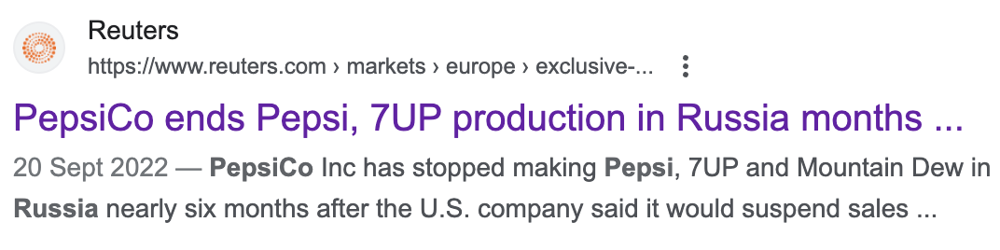 Reuters
https://www.reuters.com › markets › europe › exclusive-...
PepsiCo ends Pepsi, 7UP production in Russia months ...
20 Sept 2022 — PepsiCo Inc has stopped making Pepsi, 7UP and Mountain Dew in
Russia nearly six months after the U.S. company said it would suspend sales ...